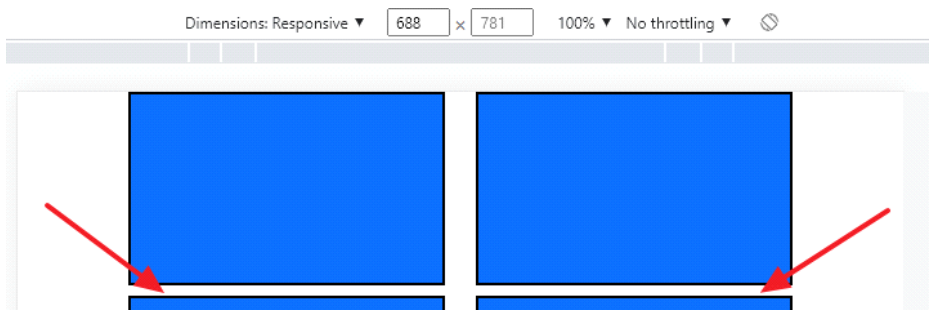 Dimensions: Responsive ▼ 688 × 781 100% ▼ No throttling ▼